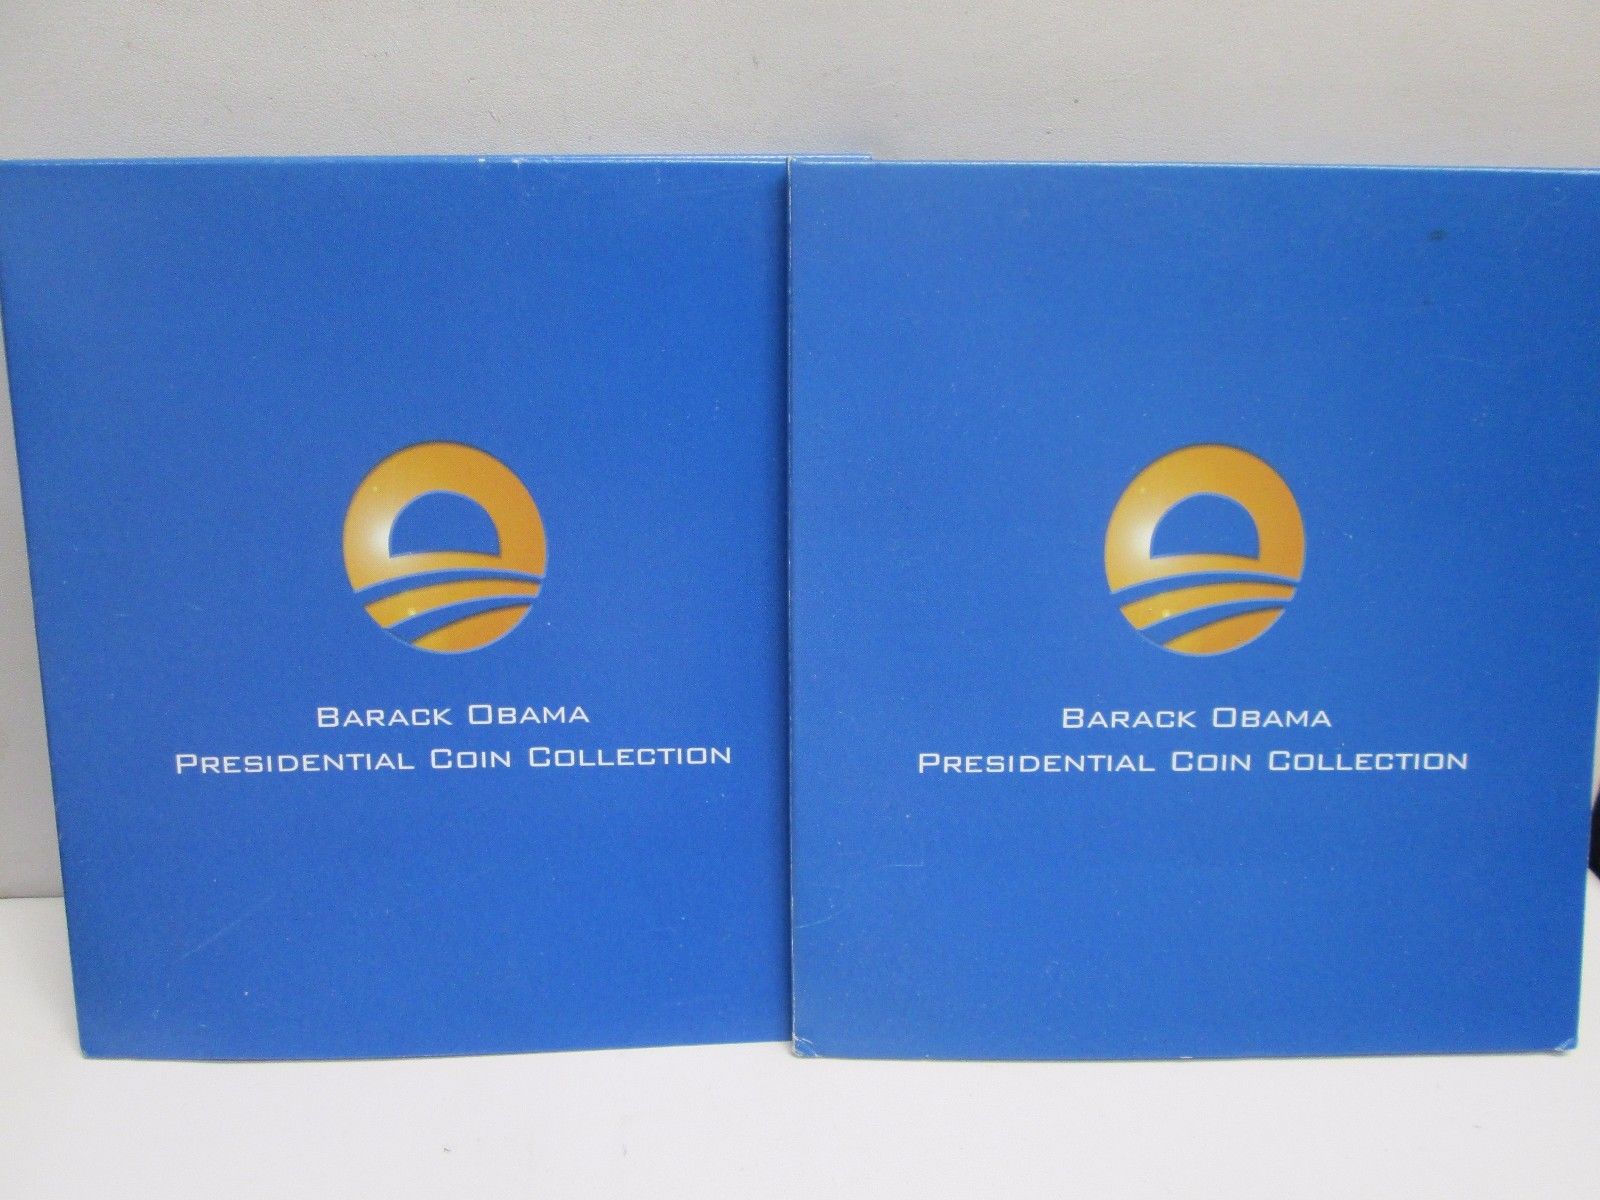 Barack Obama
Presidential Coin Collection
Barack Obama
Presidential Coin Collection